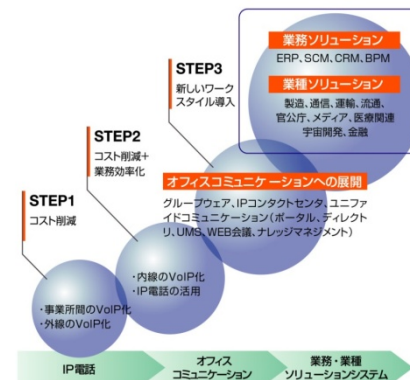 業務ソリューション
ERP、SCM、CRM、BPM
業種ソリューション
製造、通信、運輸、流通、
官公庁、メディア、医療関連
宇宙開発、金融
STEP3
新しいワーク
スタイル導入
STEP2
コスト削減＋
業務効率化
オフィスコミュニケーションへの展開
グループウェア、IPコンタクトセンタ、ユニファ
イドコミュニケーション（ポータル、ディレクト
リ、UMS、WEB会議、ナレッジマネジメント）
STEP1
コスト削減
・内線のVoIP化
・IP電話の活用
・事業所間のVoIP化
・外線のVoIP化
IP電話
オフィス
コミュニケーション
業務・業種
ソリューションシステム